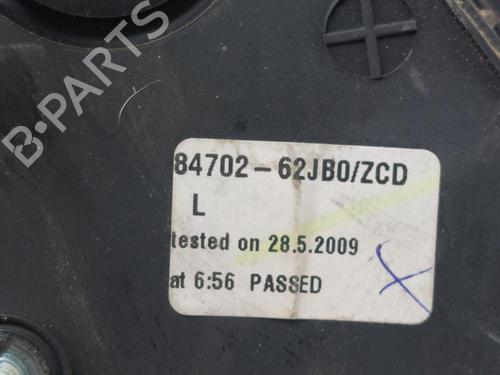 B-PARTS
84702-62JB0/ZCD
L
tested on 28.5.2009
at 6:56 PASSED